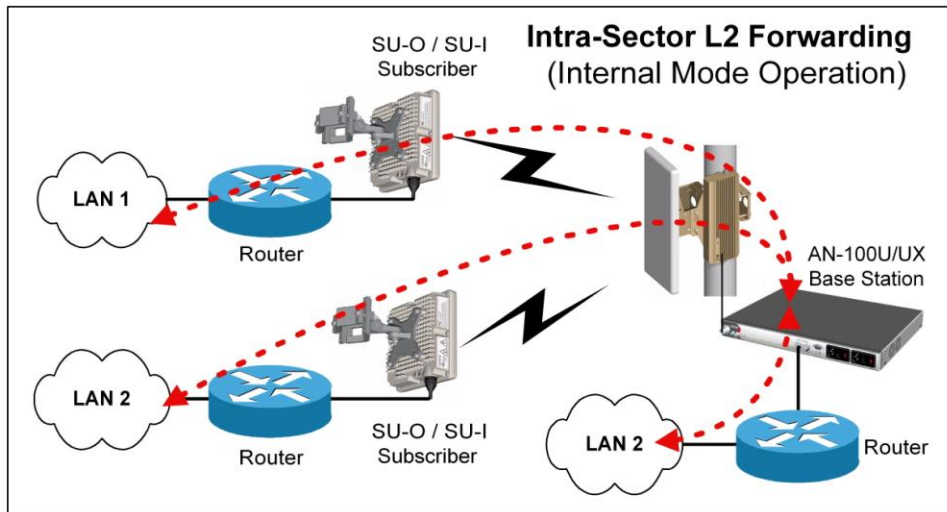 Intra-Sector L2 Forwarding
(Internal Mode Operation)
SU-O / SU-I
Subscriber
LAN 1
Router
AN-100U/UX
Base Station
LAN 2
Router
SU-O / SU-I
Subscriber
LAN 2
Router